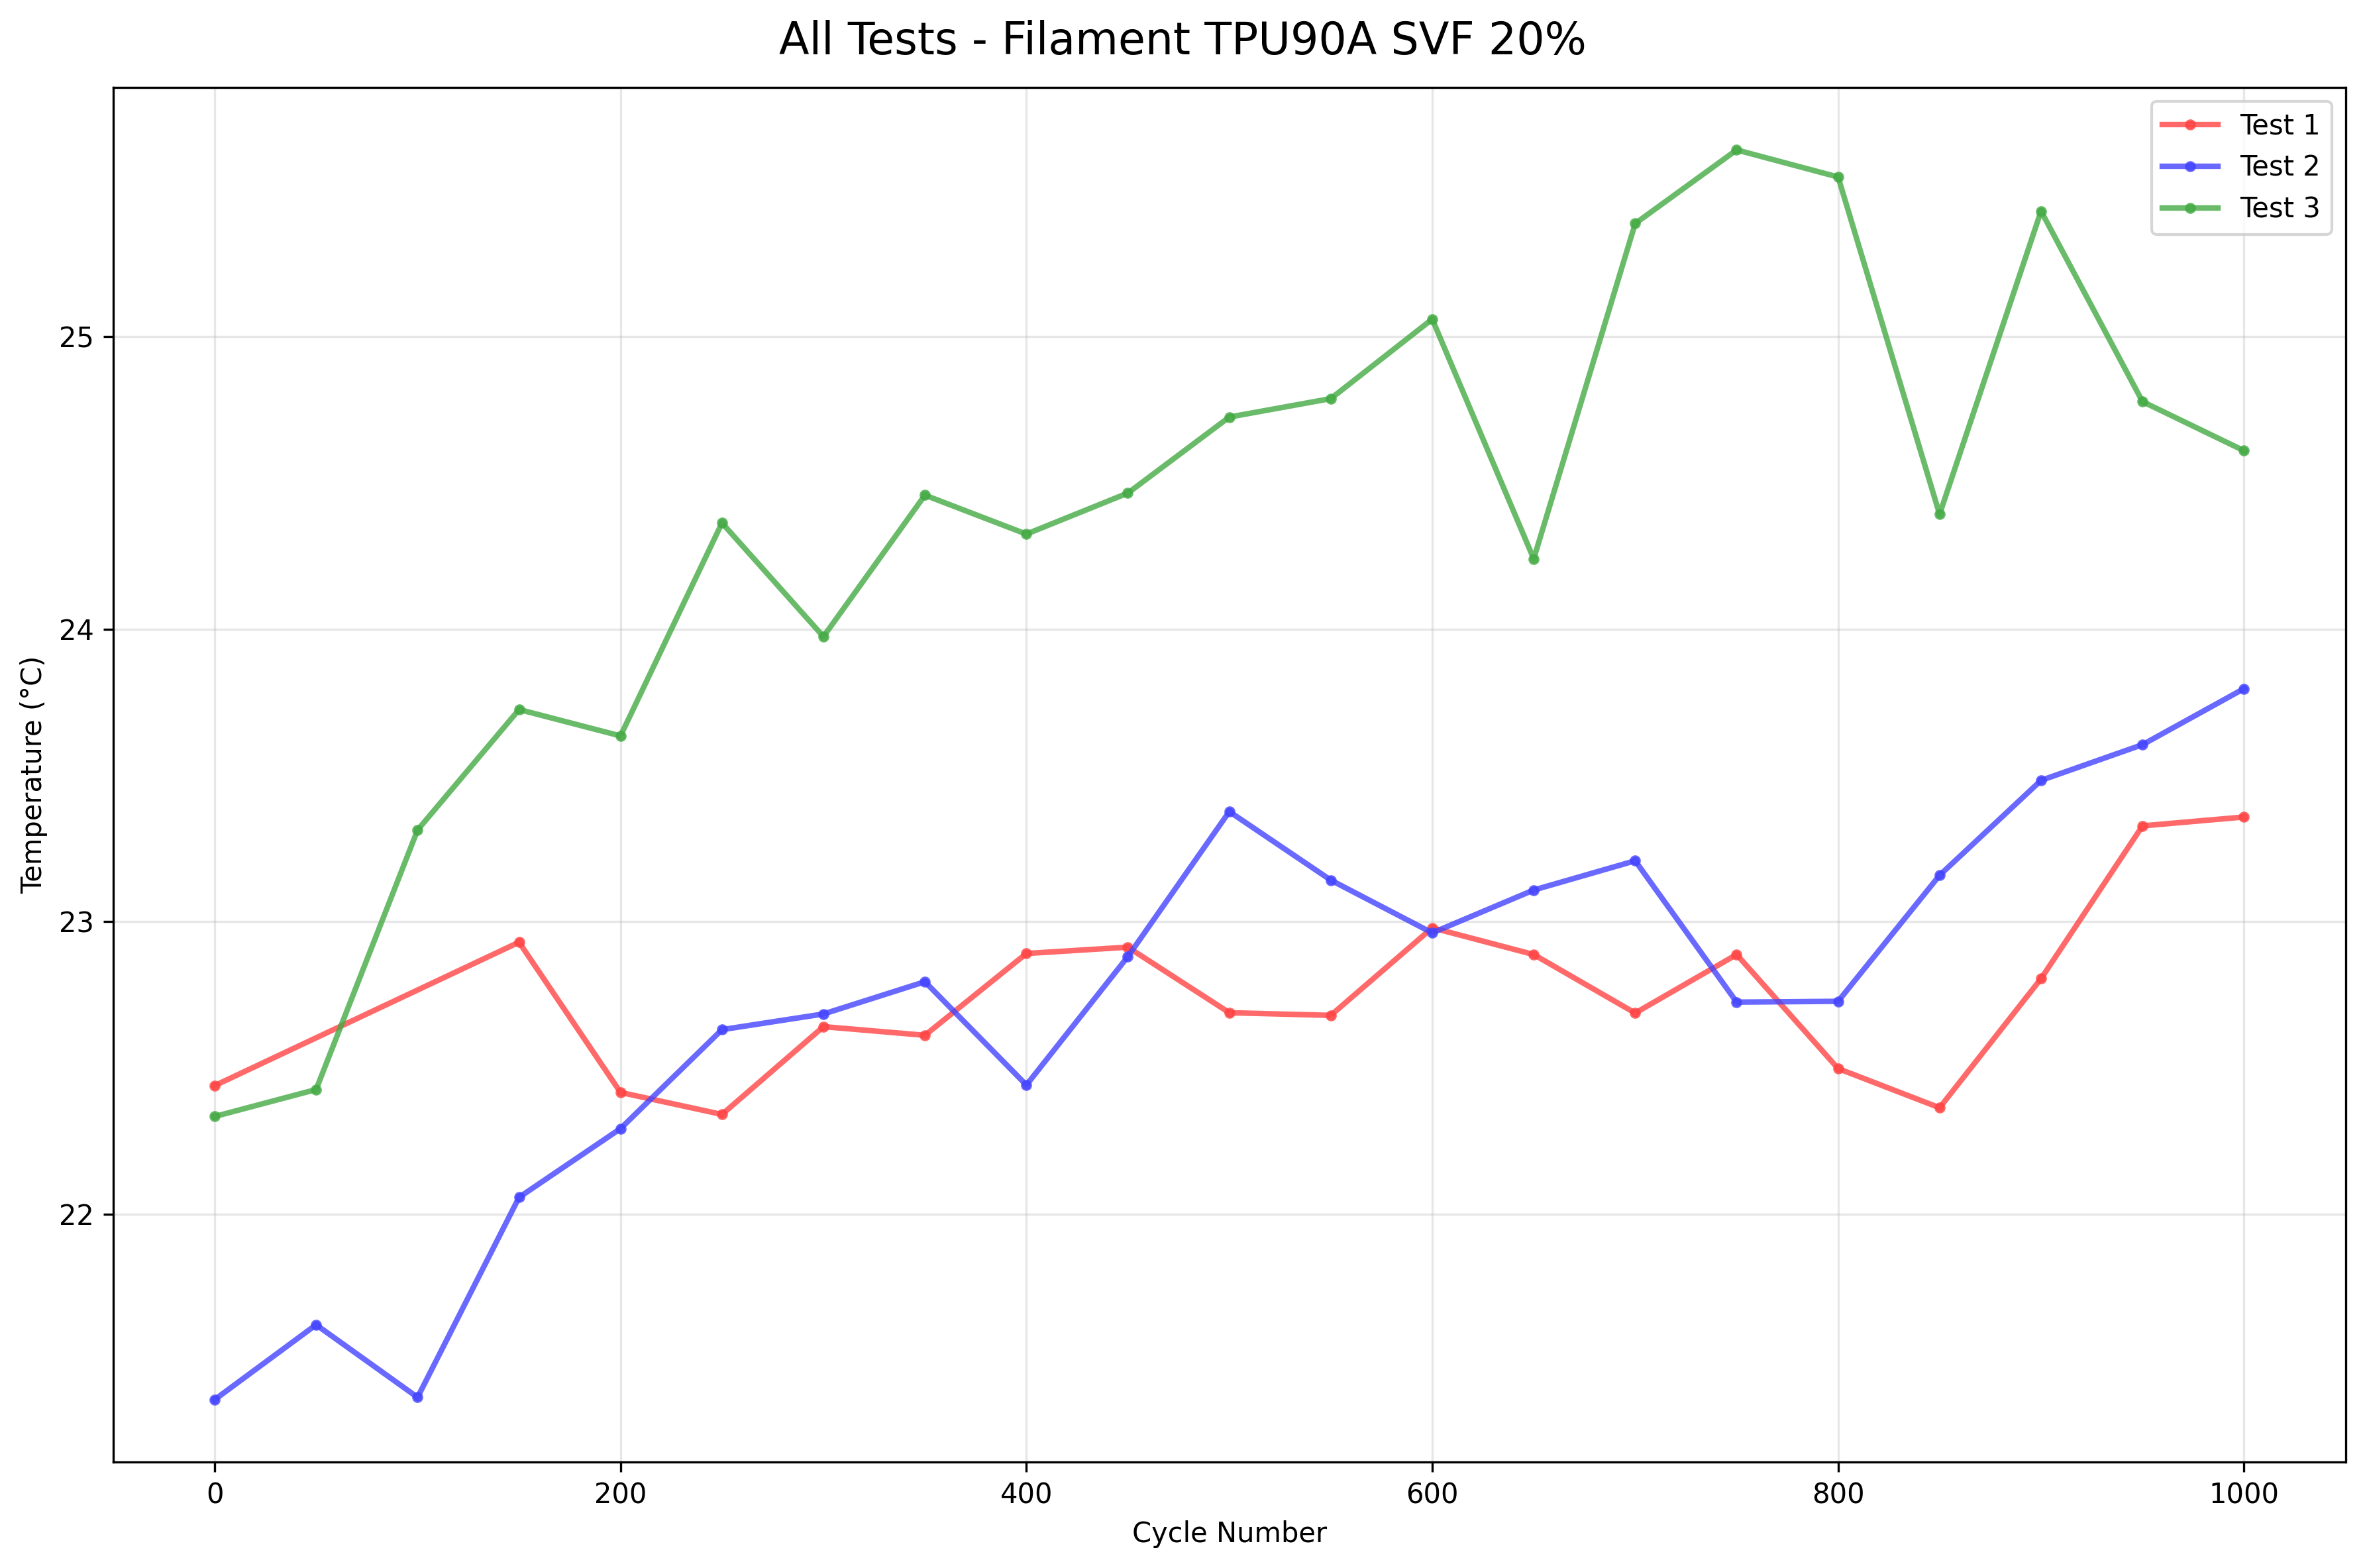 All Tests - Filament TPU90A SVF 20%
Test 1
Test 2
Test 3
25
24
23
22
Temperature (°C)
0 200 400 600 800 1000
Cycle Number